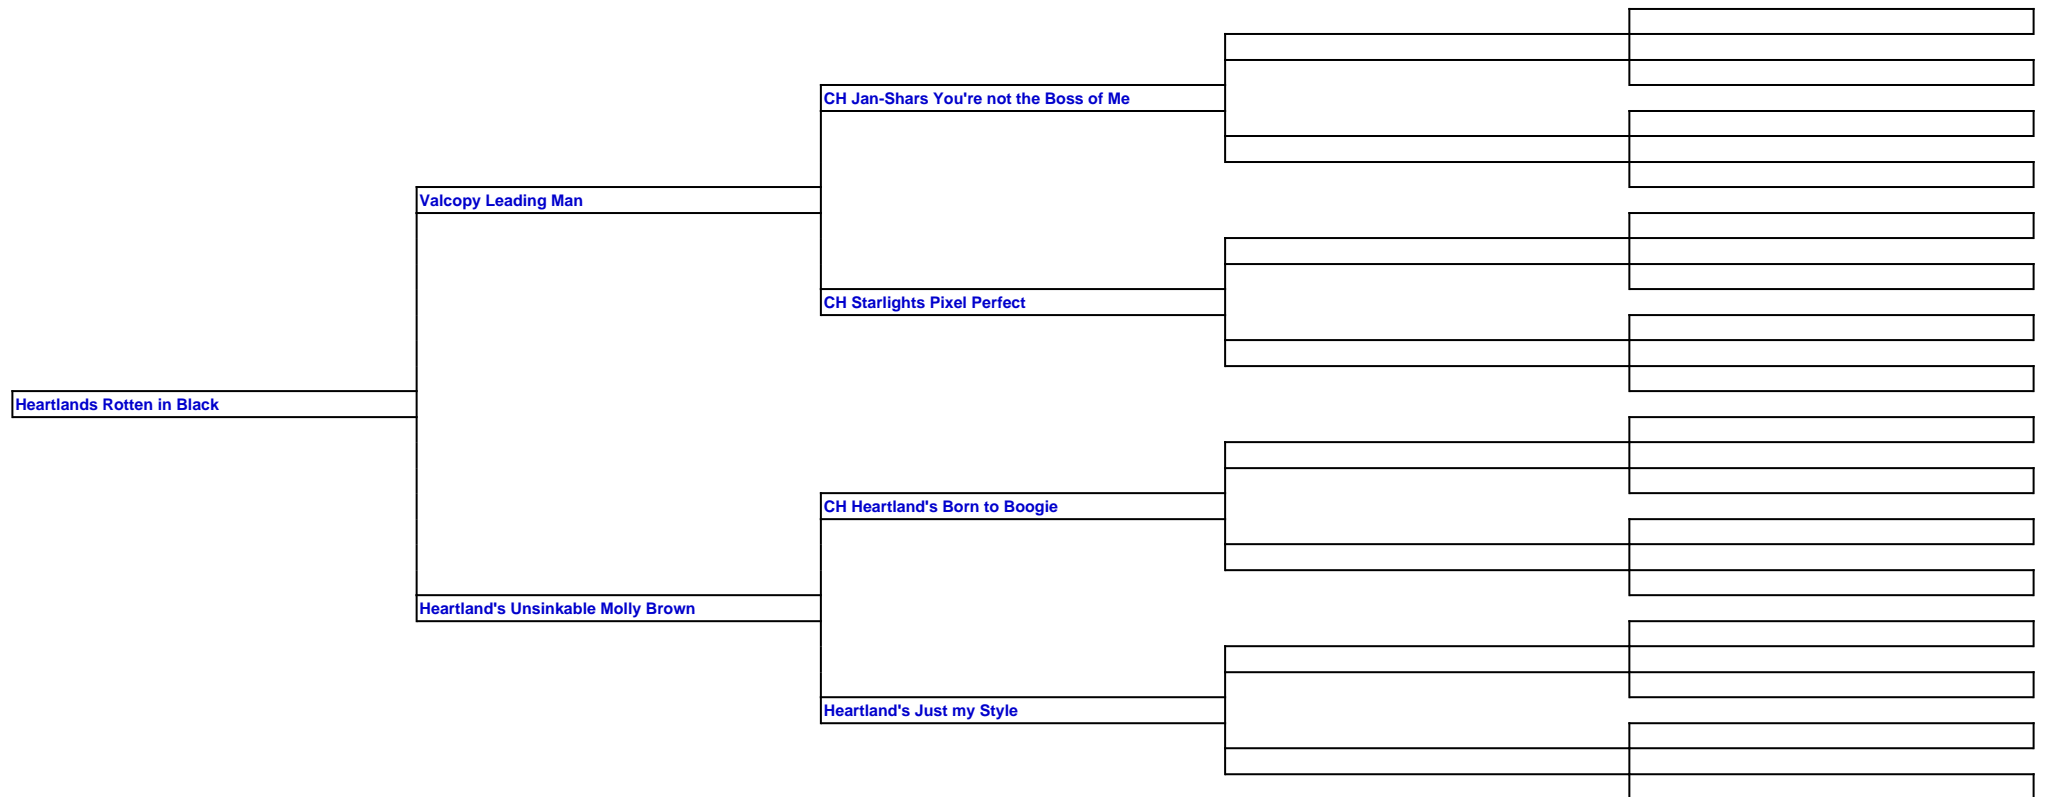 CH Jan-Shars You're not the Boss of Me
Valcopy Leading Man
CH Starlights Pixel Perfect
Heartlands Rotten in Black
CH Heartland's Born to Boogie
Heartland's Unsinkable Molly Brown
Heartland's Just my Style